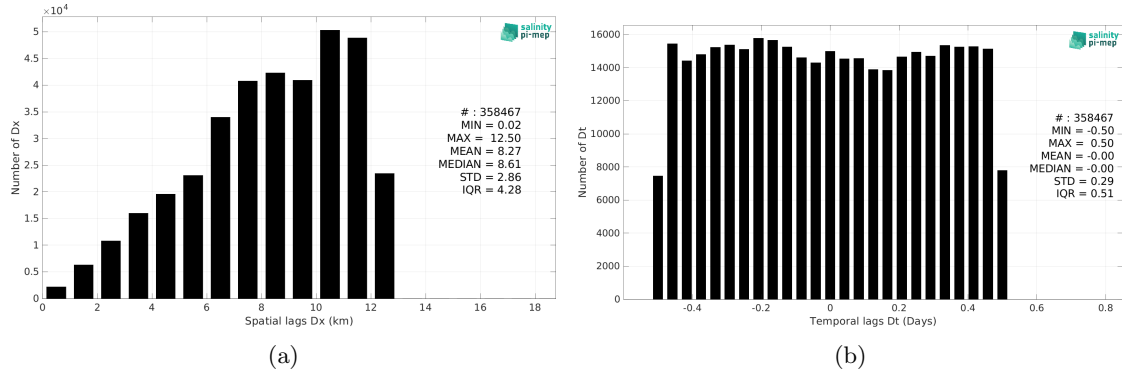 ×10⁴
5
4.5
4
3.5
3
2.5
2
1.5
1
0.5
0
Number of Dx
0 2 4 6 8 10 12 14 16 18
Spatial lags Dx (km)
salinity
pi-mep
# : 358467
MIN = 0.02
MAX = 12.50
MEAN = 8.27
MEDIAN = 8.61
STD = 2.86
IQR = 4.28
(a)
16000
14000
12000
10000
8000
6000
4000
2000
0
Number of Dt
-0.4 -0.2 0 0.2 0.4 0.6 0.8
Temporal lags Dt (Days)
salinity
pi-mep
# : 358467
MIN = -0.50
MAX = 0.50
MEAN = -0.00
MEDIAN = -0.00
STD = 0.29
IQR = 0.51
(b)